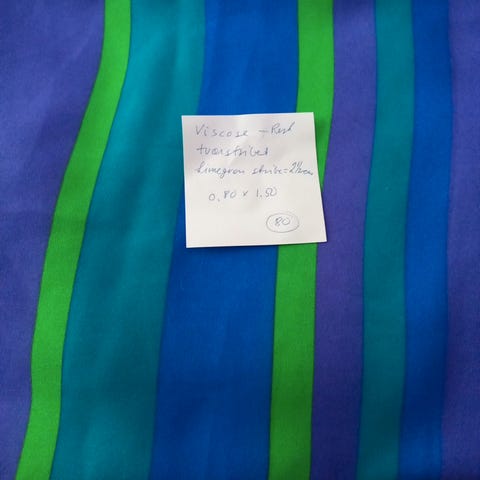 Viscose - Rest
tværstribet
limegrøn stribe=2½cm
0.80 x 1.50
80